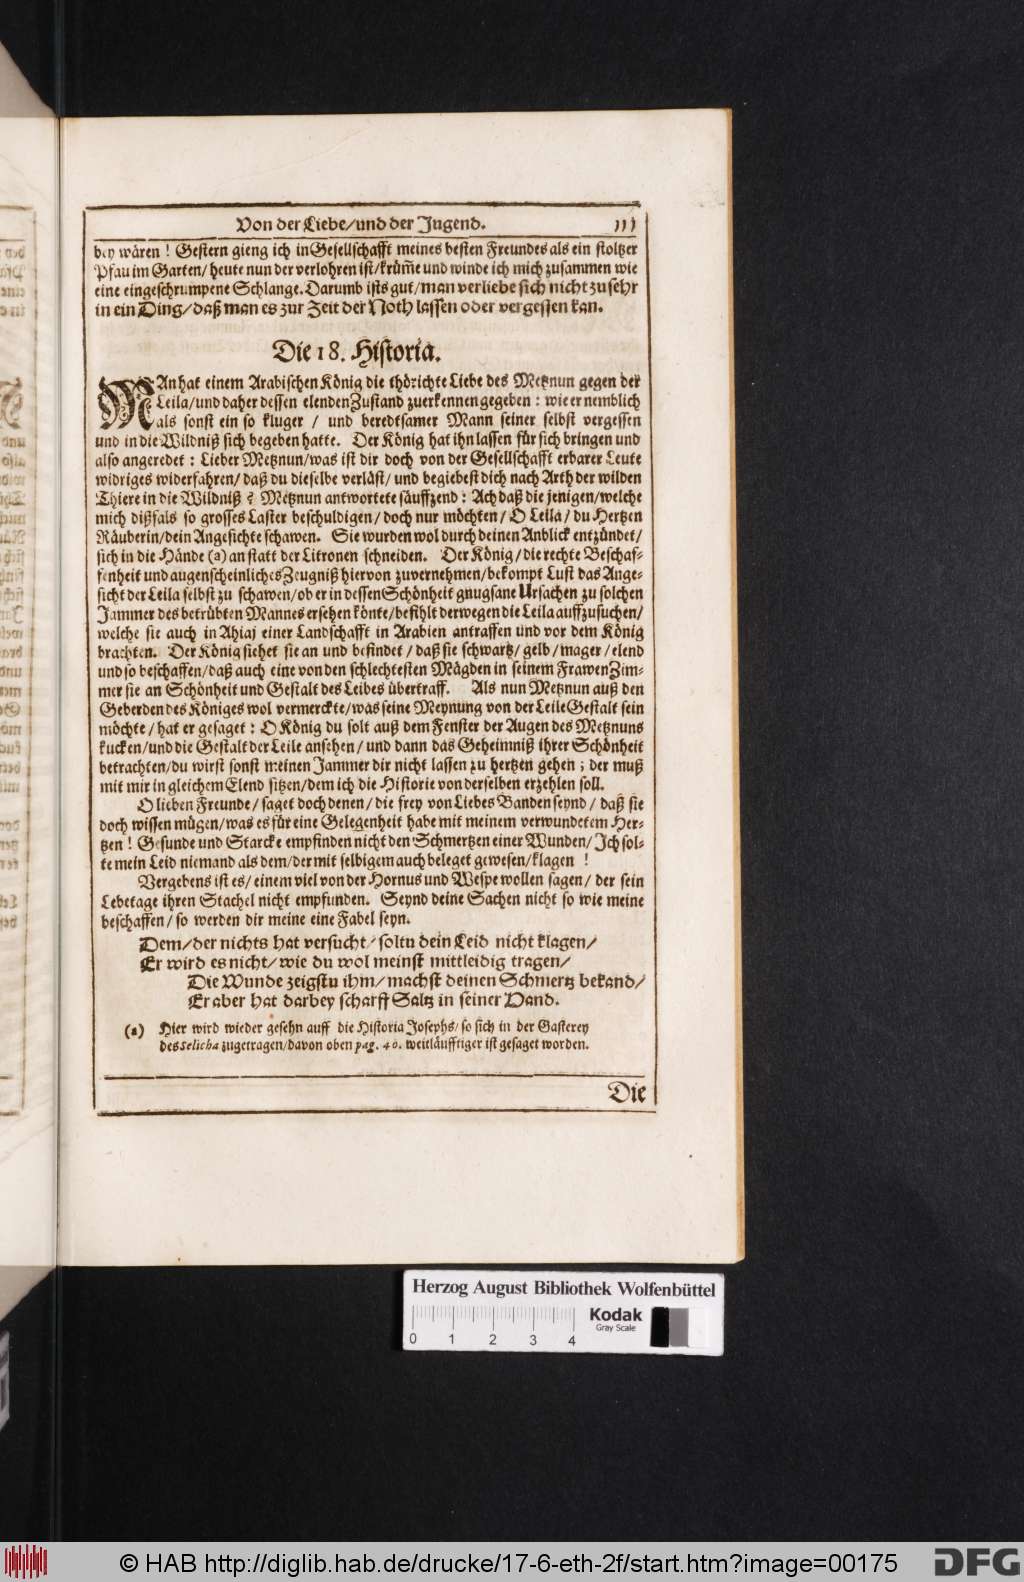 Von der Liebe/und der Jugend. 111
bey wären ! Gestern gieng ich in Gesellschafft meines besten Freundes als ein stoltzer
Pfau im Garten/ heute nun der verlohren ist/krüm̃e und winde ich mich zusammen wie
eine eingeschrumpene Schlange. Darumb ists gut/man verliebe sich nicht zu sehr
in ein Ding/daß man es zur Zeit der Noth lassen oder vergessen kan.
Die 18. Historia.
MAn hat einem Arabischen König die thörichte Liebe des Metznun gegen der
Leila/und daher dessen elenden Zustand zuerkennen gegeben : wie er nemblich
als sonst ein so kluger / und beredtsamer Mann seiner selbst vergessen
und in die Wildniß sich begeben hatte. Der König hat ihn lassen für sich bringen und
also angeredet : Lieber Metznun/was ist dir doch von der Gesellschafft erbarer Leute
widriges widerfahren/ daß du dieselbe verläst/ und begiebest dich nach Arth der wilden
Thiere in die Wildniß ? Metznun antwortete säuffzend : Ach daß die jenigen/welche
mich dißfals so grosses Laster beschuldigen/ doch nur möchten/ O Leila/ du Hertzen
Räuberin/dein Angesichte schawen. Sie wurden wol durch deinen Anblick entzündet/
sich in die Hände (a) an statt der Citronen schneiden. Der König/ die rechte Beschaf-
fenheit und augenscheinliches Zeugniß hiervon zuvernehmen/bekompt Lust das Ange-
sicht der Leila selbst zu schawen/ob er in dessen Schönheit gnugsane Ursachen zu solchen
Jammer des betrübten Mannes ersehen könte/befihlt derwegen die Leila auffzusuchen/
welche sie auch in Ahiaj einer Landschafft in Arabien antraffen und vor dem König
brachten. Der König siehet sie an und befindet / daß sie schwartz/ gelb/ mager/ elend
und so beschaffen/daß auch eine von den schlechtesten Mägden in seinem FrawenZim-
mer sie an Schönheit und Gestalt des Leibes übertraff. Als nun Metznun auß den
Geberden des Königes wol vermerckte/was seine Meynung von der Leile Gestalt sein
möchte/ hat er gesaget : O König du solt auß dem Fenster der Augen des Metznuns
kucken/und die Gestalt der Leile ansehen/ und dann das Geheimniß ihrer Schönheit
betrachten/du wirst sonst meinen Jammer dir nicht lassen zu hertzen gehen ; der muß
mit mir in gleichem Elend sitzen/dem ich die Historie von derselben erzehlen soll.
O lieben Freunde/ saget doch denen/ die frey von Liebes Banden seynd/ daß sie
doch wissen mügen/was es für eine Gelegenheit habe mit meinem verwundetem Her-
tzen ! Gesunde und Starcke empfinden nicht den Schmertzen einer Wunden/ Ich sol-
te mein Leid niemand als dem/der mit selbigem auch beleget gewesen/klagen !
Vergebens ist es/ einem viel von der Hornus und Wespe wollen sagen/ der sein
Lebetage ihren Stachel nicht empfunden. Seynd deine Sachen nicht so wie meine
beschaffen/ so werden dir meine eine Fabel seyn.
Dem/der nichts hat versucht/ soltu dein Leid nicht klagen/
Er wird es nicht/ wie du wol meinst mittleidig tragen/
Die Wunde zeigstu ihm/ machst deinen Schmertz bekand/
Er aber hat darbey scharff Saltz in seiner Hand.
(a) Hier wird wieder gesehn auff die Historia Josephs/ so sich in der Gasterey
des Selicha zugetragen/davon oben pag. 40. weitläufftiger ist gesaget worden.
Die
Herzog August Bibliothek Wolfenbüttel
Kodak
Gray Scale
0 1 2 3 4
© HAB http://diglib.hab.de/drucke/17-6-eth-2f/start.htm?image=00175
DFG